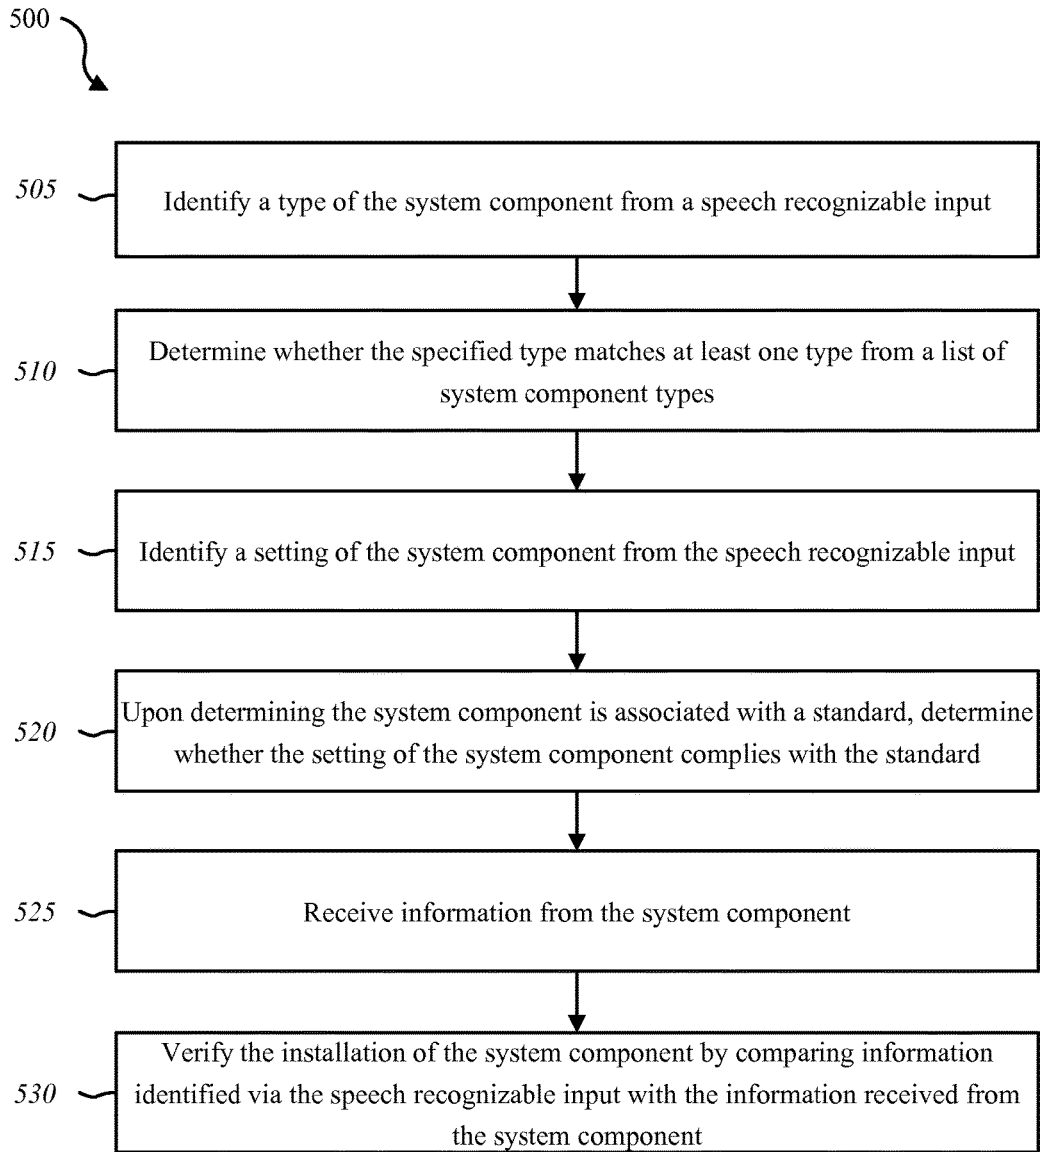 500
505
Identify a type of the system component from a speech recognizable input
510
Determine whether the specified type matches at least one type from a list of
system component types
515
Identify a setting of the system component from the speech recognizable input
520
Upon determining the system component is associated with a standard, determine
whether the setting of the system component complies with the standard
525
Receive information from the system component
530
Verify the installation of the system component by comparing information
identified via the speech recognizable input with the information received from
the system component